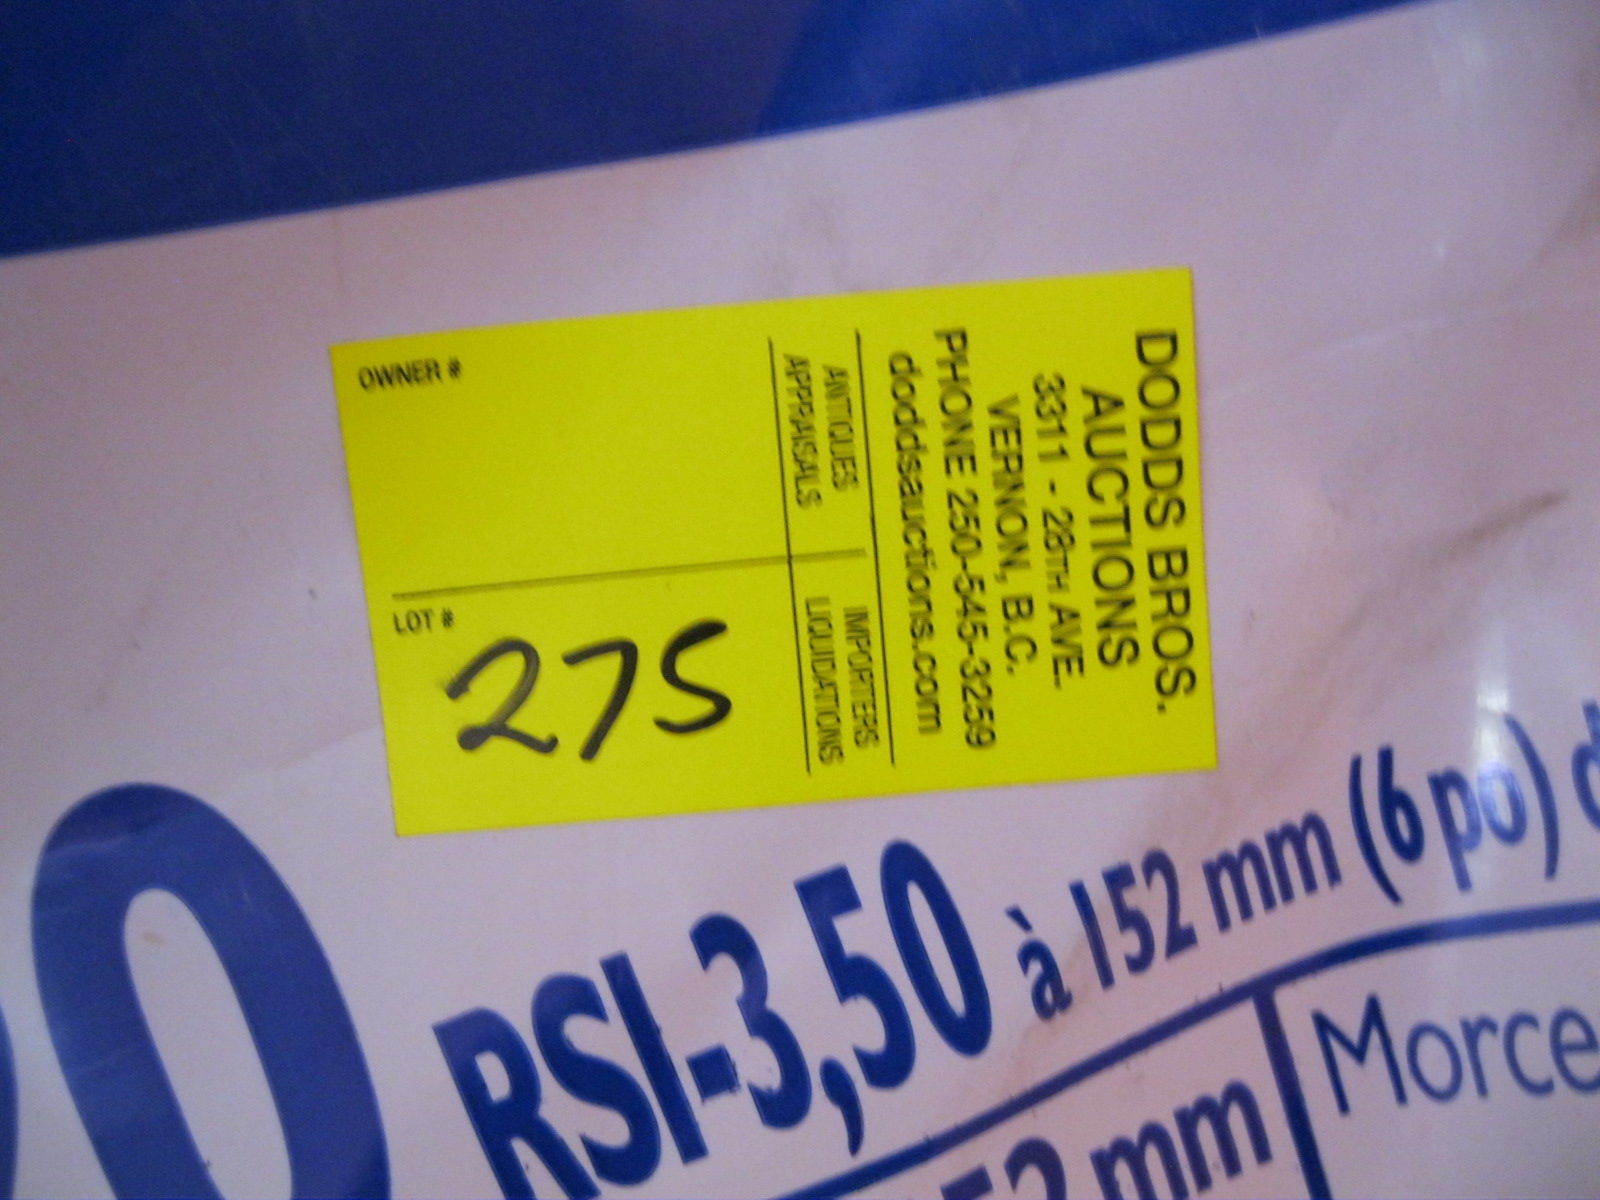 DODDS BROS.
AUCTIONS
3311 - 28TH AVE.
VERNON, B.C.
PHONE 250-545-3259
doddsauctions.com
ANTIQUES
APPRAISALS
IMPORTERS
LIQUIDATIONS
OWNER #
LOT #
275
0
RSI-3,50 à 152 mm (6 po)
mm